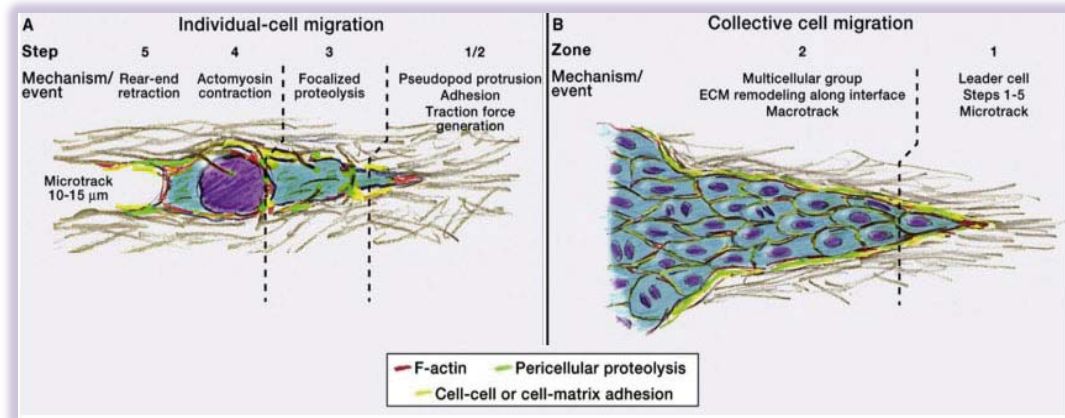 A Individual-cell migration
Step 5 4 3 1/2
Mechanism/ Rear-end Actomyosin Focalized Pseudopod protrusion
event retraction contraction proteolysis Adhesion
Traction force
generation
Microtrack
10-15 μm
B Collective cell migration
Zone 2 1
Mechanism/ Multicellular group Leader cell
event ECM remodeling along interface Steps 1-5
Macrotrack Microtrack
F-actin Pericellular proteolysis
Cell-cell or cell-matrix adhesion